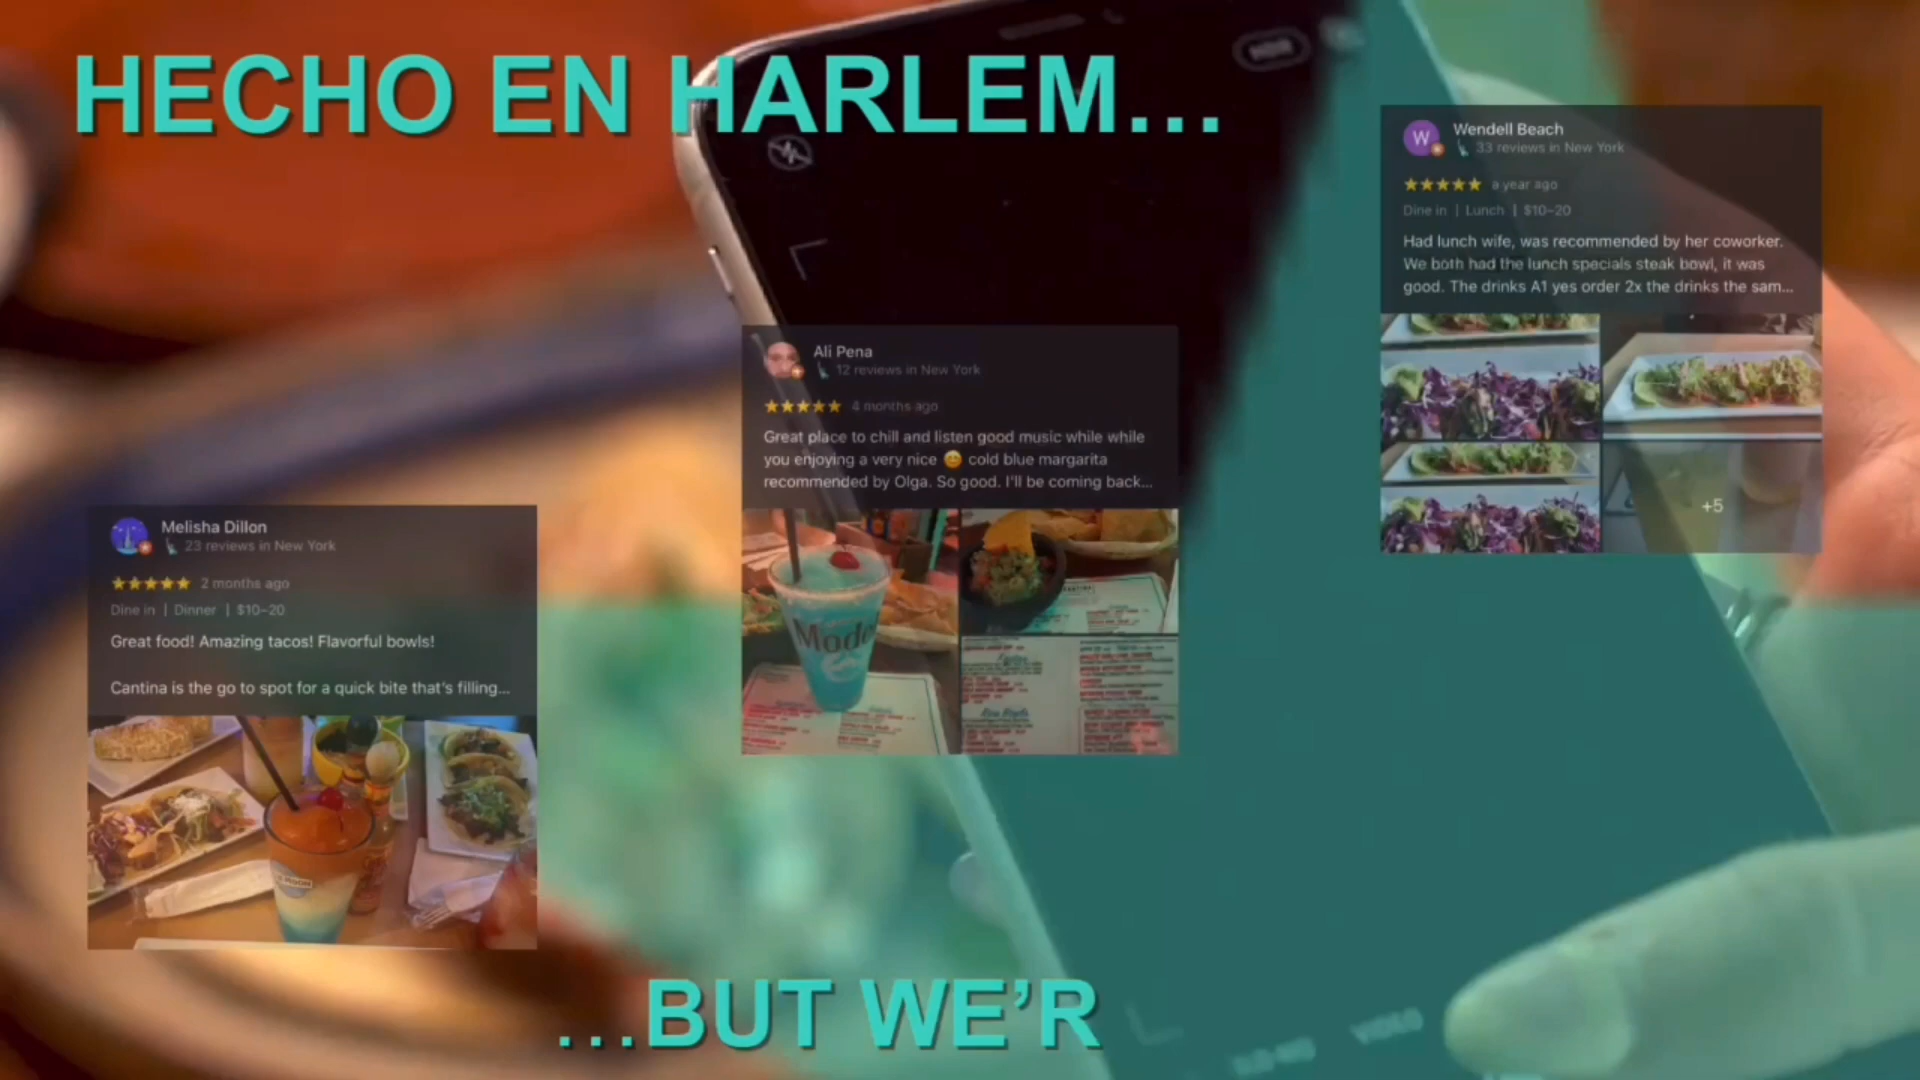 HECHO EN HARLEM...
Wendell Beach
33 reviews in New York
a year ago
Dine in | Lunch | $10–20
Had lunch wife, was recommended by her coworker.
We both had the lunch specials steak bowl, it was
good. The drinks A1 yes order 2x the drinks the sam...
+5
Ali Pena
12 reviews in New York
4 months ago
Great place to chill and listen good music while while
you enjoying a very nice 😊 cold blue margarita
recommended by Olga. So good. I'll be coming back...
Melisha Dillon
23 reviews in New York
2 months ago
Dine in | Dinner | $10–20
Great food! Amazing tacos! Flavorful bowls!
Cantina is the go to spot for a quick bite that's filling...
...BUT WE'R
VIDEO